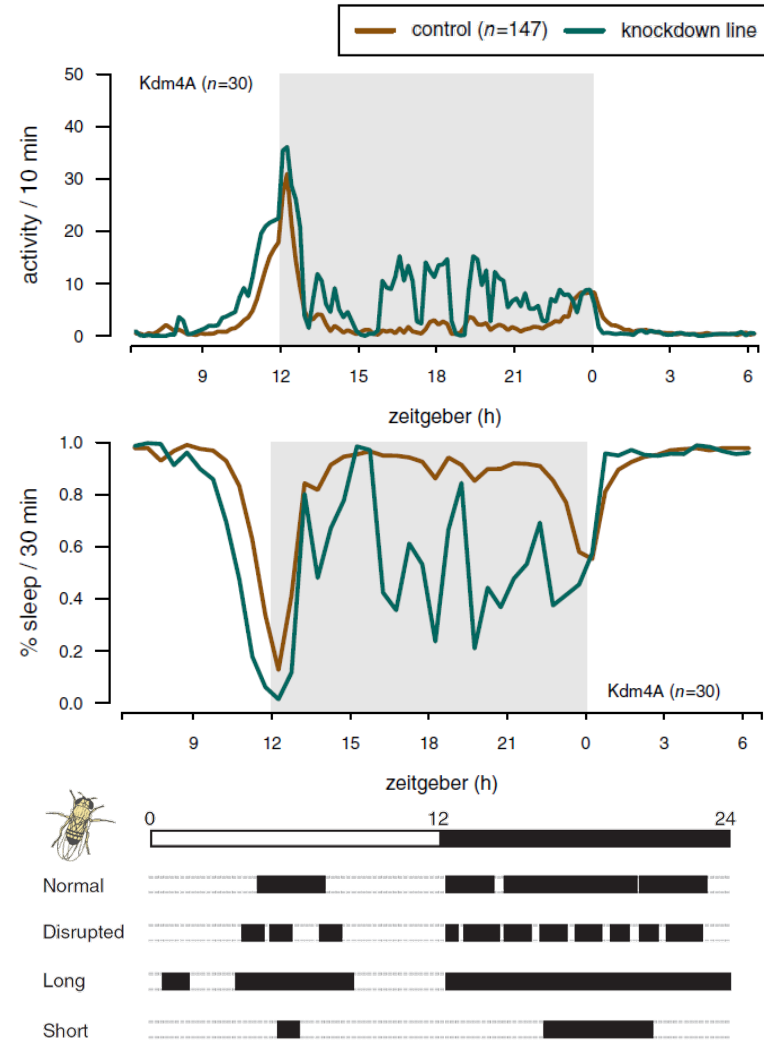 control (n=147) knockdown line
Kdm4A (n=30)
activity / 10 min
50
40
30
20
10
0
9 12 15 18 21 0 3 6
zeitgeber (h)
% sleep / 30 min
1.0
0.8
0.6
0.4
0.2
0.0
Kdm4A (n=30)
9 12 15 18 21 0 3 6
zeitgeber (h)
0 12 24
Normal
Disrupted
Long
Short